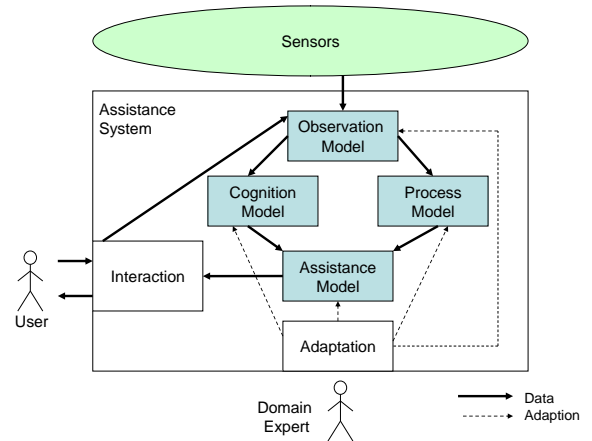 Sensors
Assistance
System
Observation
Model
Cognition
Model
Process
Model
Interaction
Assistance
Model
User
Adaptation
Domain
Expert
Data
Adaption